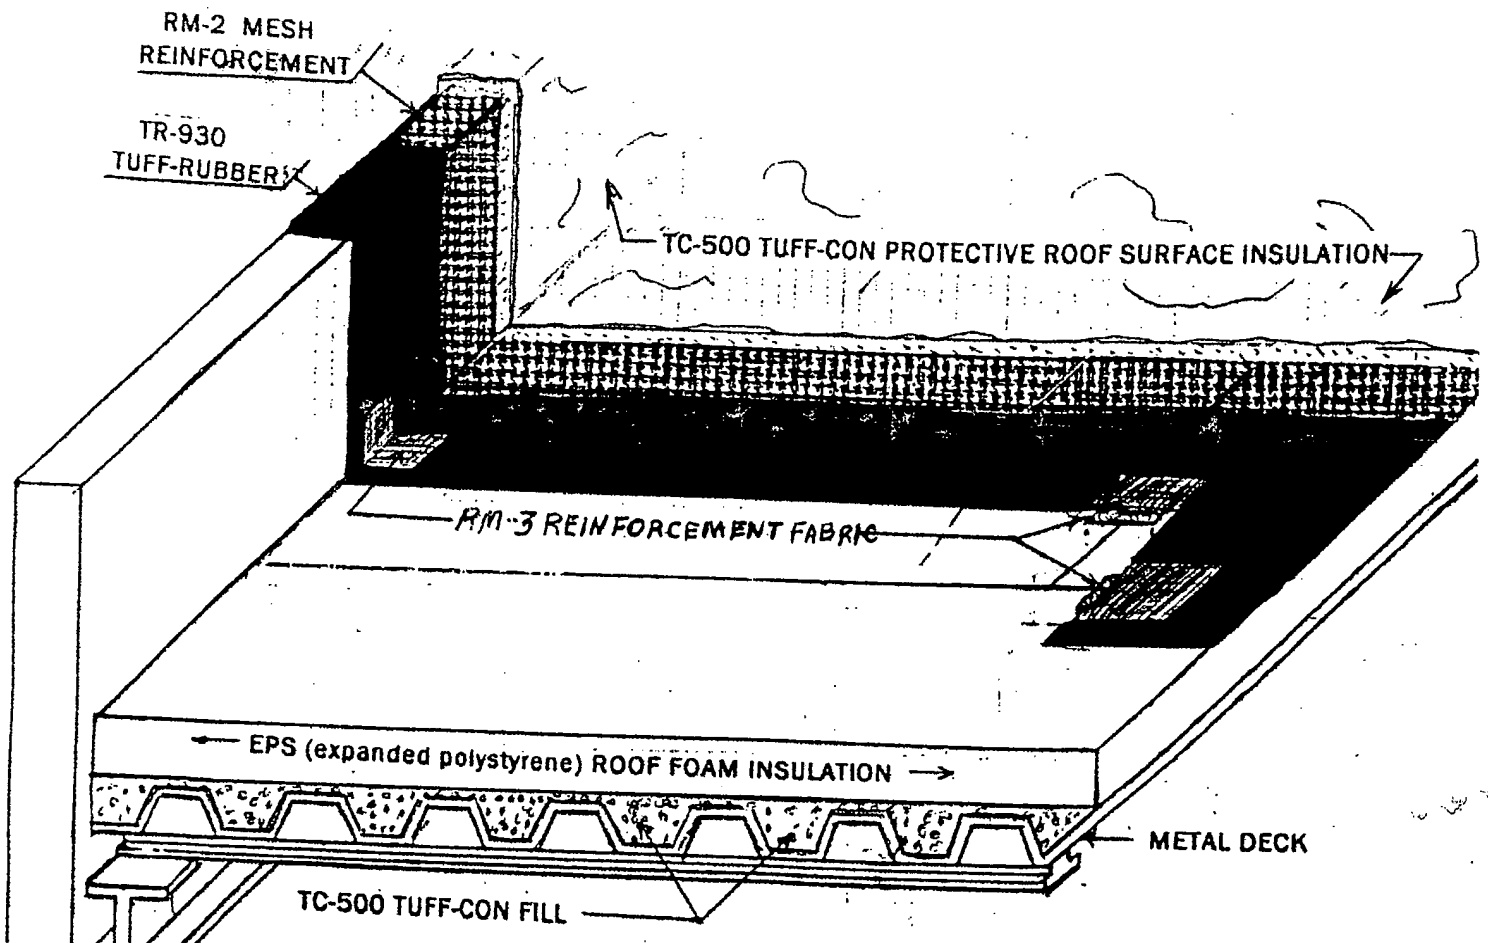 RM-2 MESH
REINFORCEMENT
TR-930
TUFF-RUBBER
TC-500 TUFF-CON PROTECTIVE ROOF SURFACE INSULATION
RM-3 REINFORCEMENT FABRIC
EPS (expanded polystyrene) ROOF FOAM INSULATION
METAL DECK
TC-500 TUFF-CON FILL